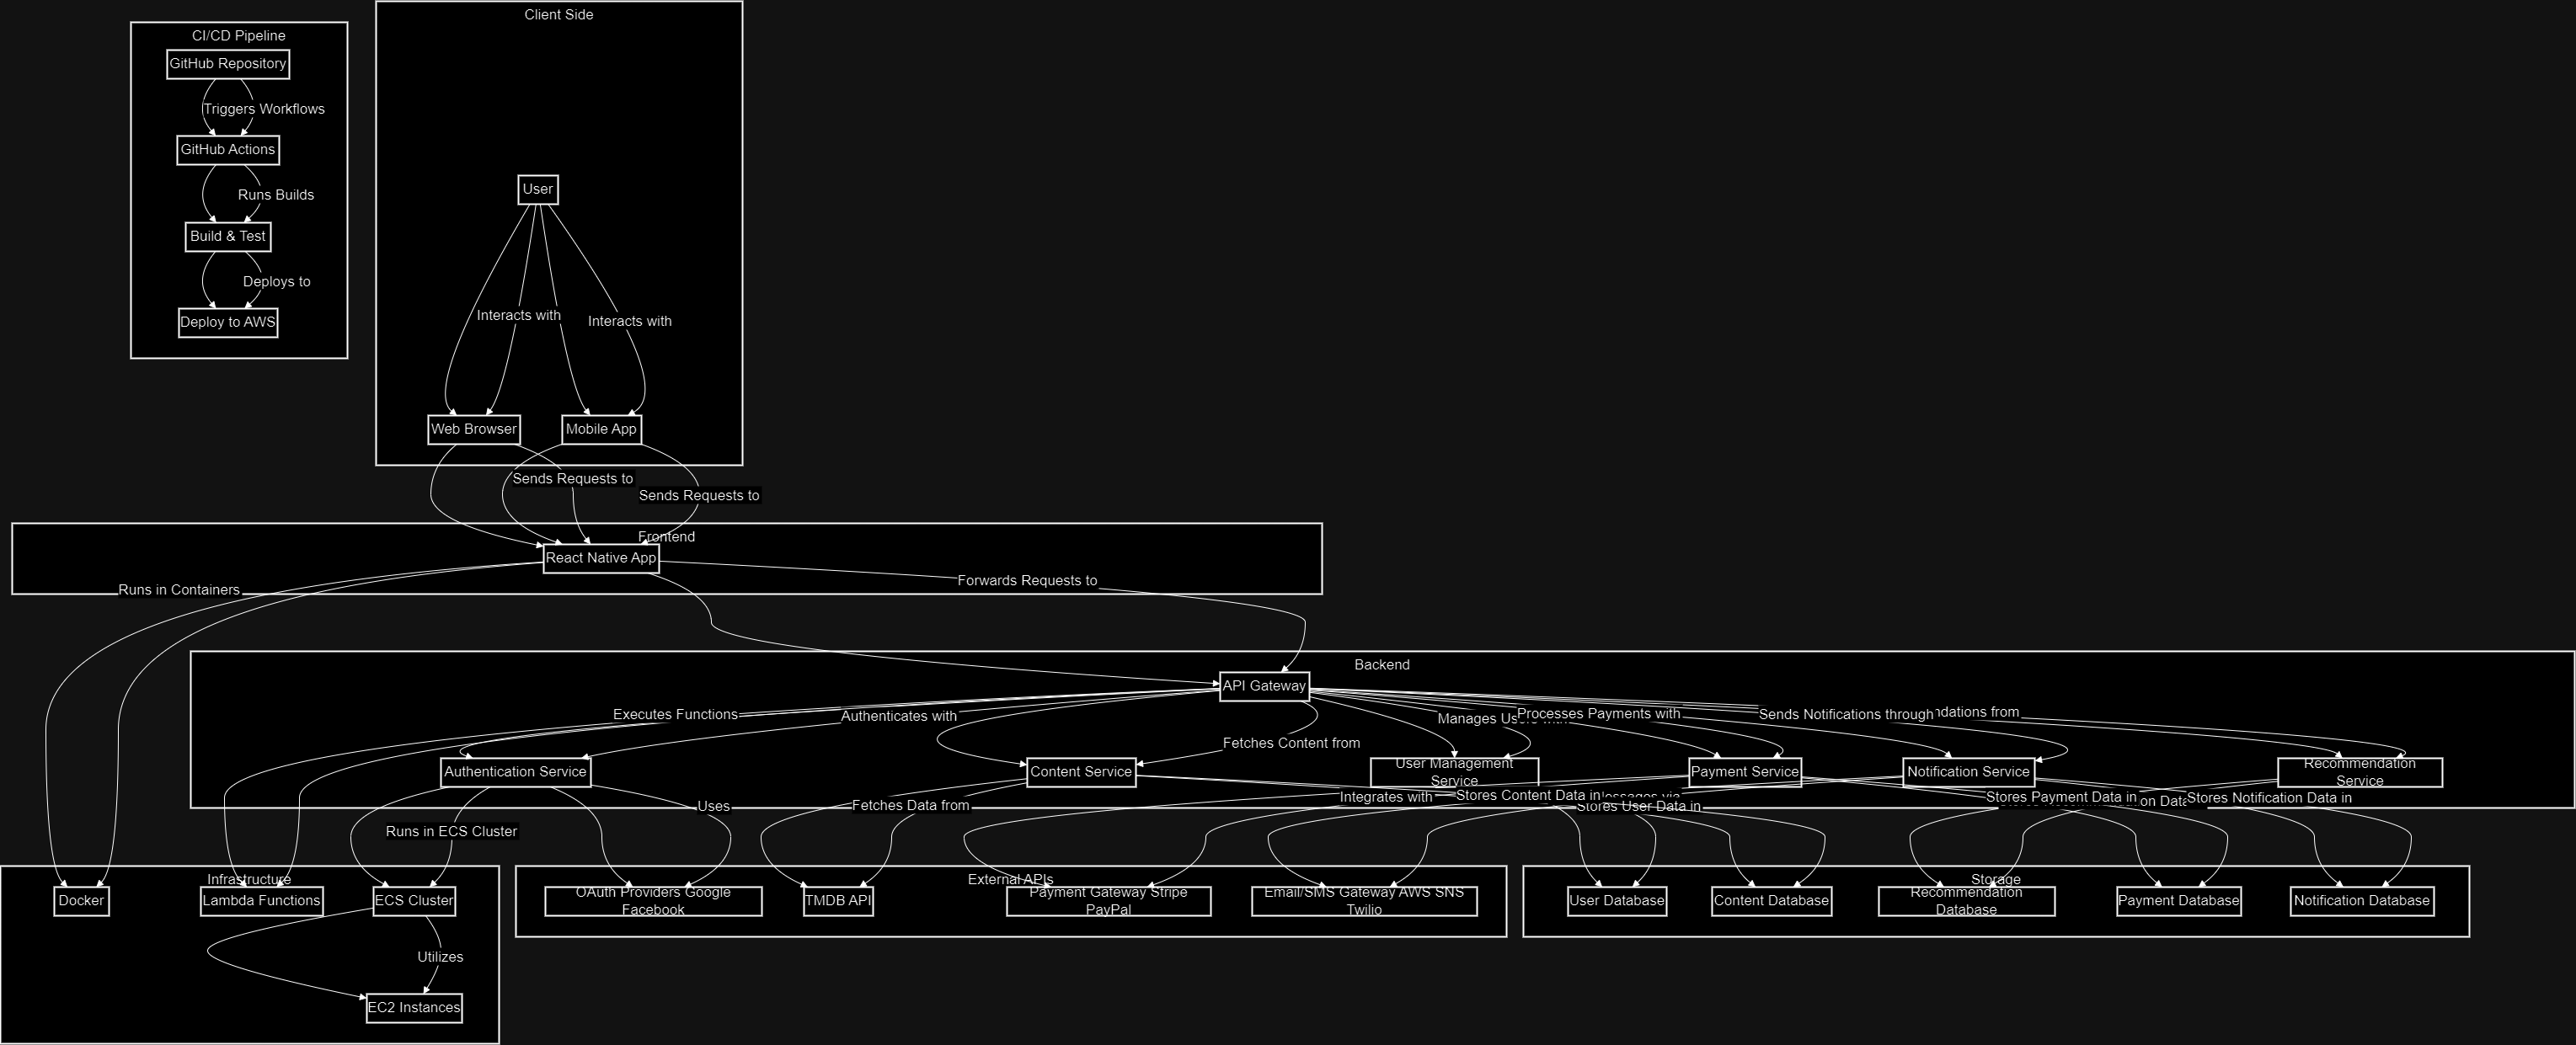 Client Side
CI/CD Pipeline
GitHub Repository
Triggers Workflows
GitHub Actions
User
Runs Builds
Build & Test
Deploys to
Interacts with
Interacts with
Deploy to AWS
Web Browser
Mobile App
Sends Requests to
Sends Requests to
Frontend
React Native App
Forwards Requests to
Runs in Containers
Backend
API Gateway
Executes Functions
Authenticates with
Manages Users with
Processes Payments with
Sends Notifications through
from
Fetches Content from
Authentication Service
Content Service
User Management
Service
Payment Service
Notification Service
Recommendation
Service
Uses
Fetches Data from
Integrates with
Stores Content Data in
via
Stores User Data in
Stores Payment Data in
Stores Notification Data in
Runs in ECS Cluster
Infrastructure
External APIs
Storage
Docker
Lambda Functions
ECS Cluster
OAuth Providers Google
Facebook
TMDB API
Payment Gateway Stripe
PayPal
Email/SMS Gateway AWS SNS
Twilio
User Database
Content Database
Recommendation
Database
Payment Database
Notification Database
Utilizes
EC2 Instances